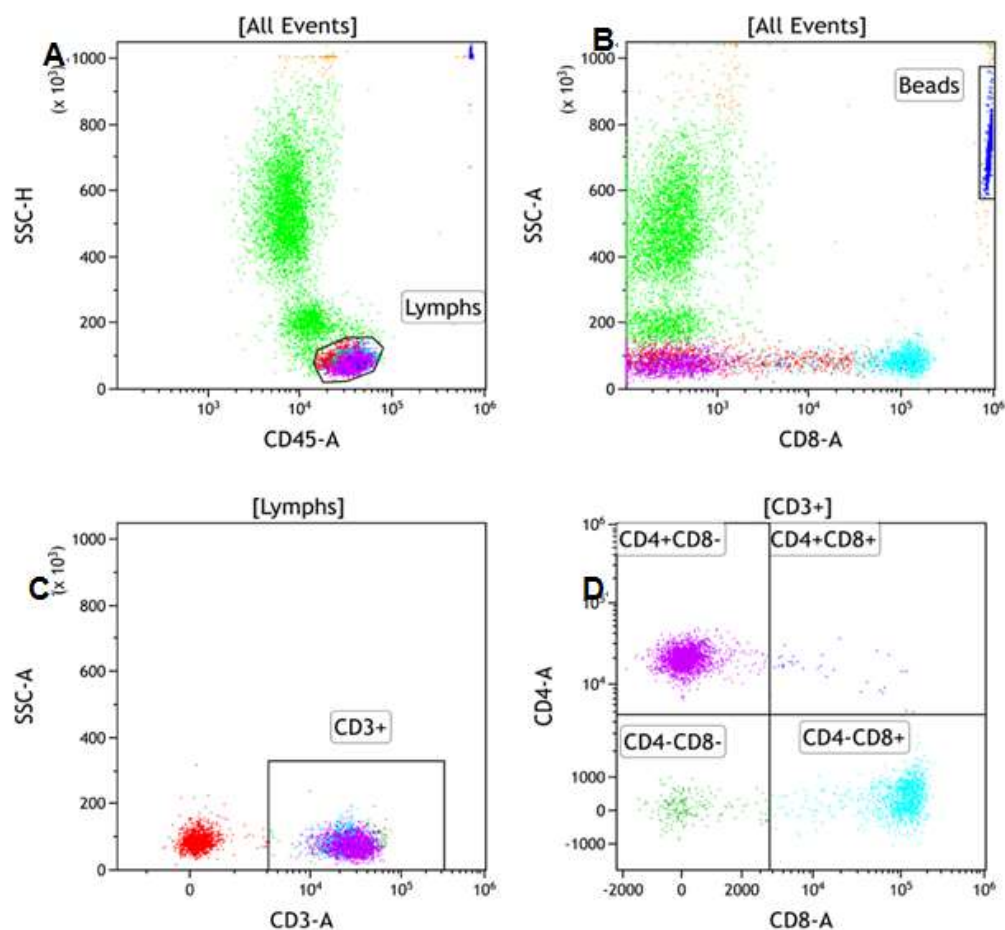 A
[All Events]
(x 10³)
1000
800
600
400
200
0
SSC-H
Lymphs
10³
10⁴
10⁵
10⁶
CD45-A
B
[All Events]
(x 10³)
1000
800
600
400
200
0
SSC-A
Beads
10³
10⁴
10⁵
10⁶
CD8-A
C
[Lymphs]
(x 10³)
1000
800
600
400
200
0
SSC-A
CD3+
0
10⁴
10⁵
10⁶
CD3-A
D
[CD3+]
CD4+CD8-
CD4+CD8+
10⁶
10⁵
10⁴
1000
0
-1000
CD4-A
CD4-CD8-
CD4-CD8+
-2000
0
2000
10⁴
10⁵
10⁶
CD8-A